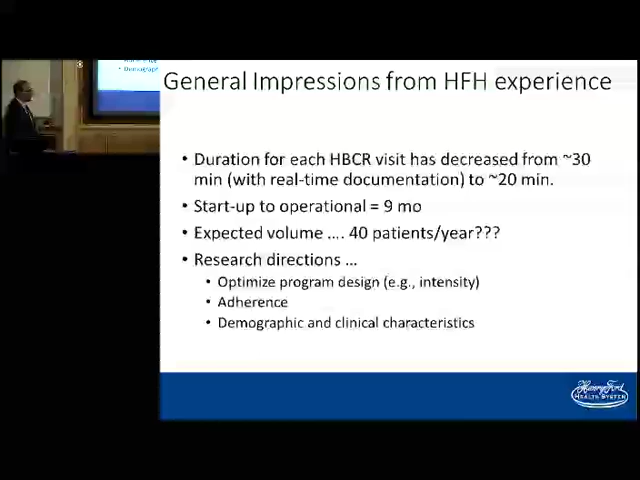 General Impressions from HFH experience
• Duration for each HBCR visit has decreased from ~30
min (with real-time documentation) to ~20 min.
• Start-up to operational = 9 mo
• Expected volume .... 40 patients/year???
• Research directions ...
• Optimize program design (e.g., intensity)
• Adherence
• Demographic and clinical characteristics
Henry Ford
HEALTH SYSTEM